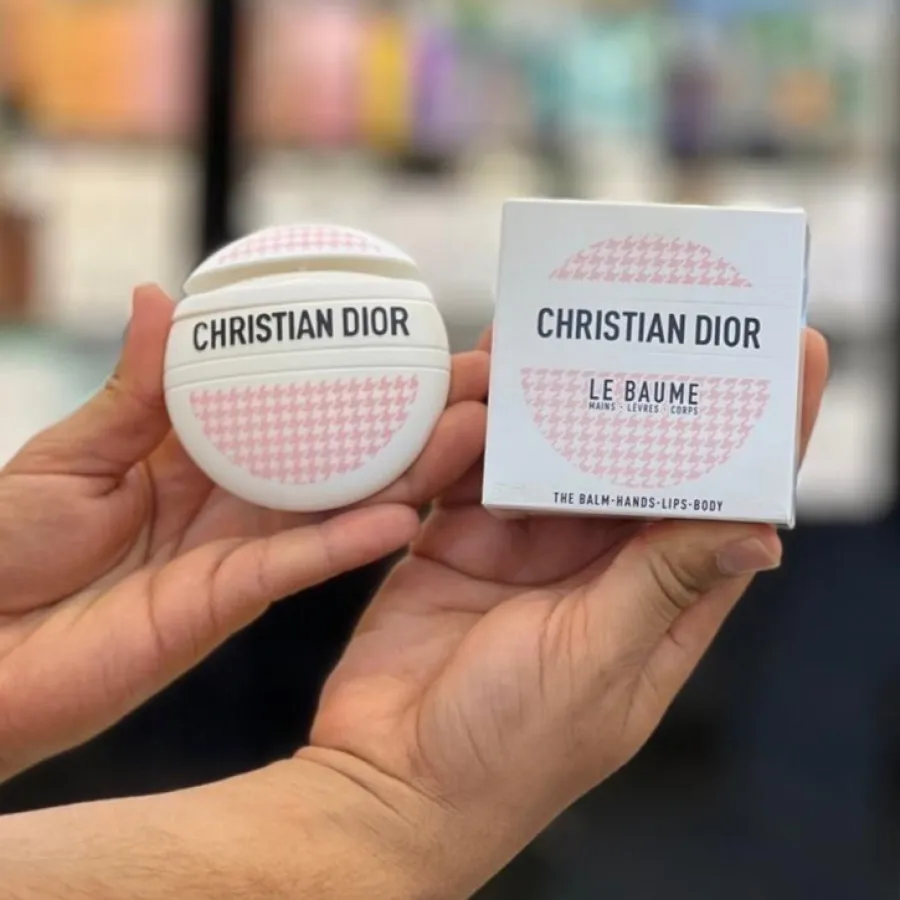 CHRISTIAN DIOR
CHRISTIAN DIOR
LE BAUME
MAINS - LÈVRES - CORPS
THE BALM-HANDS-LIPS-BODY